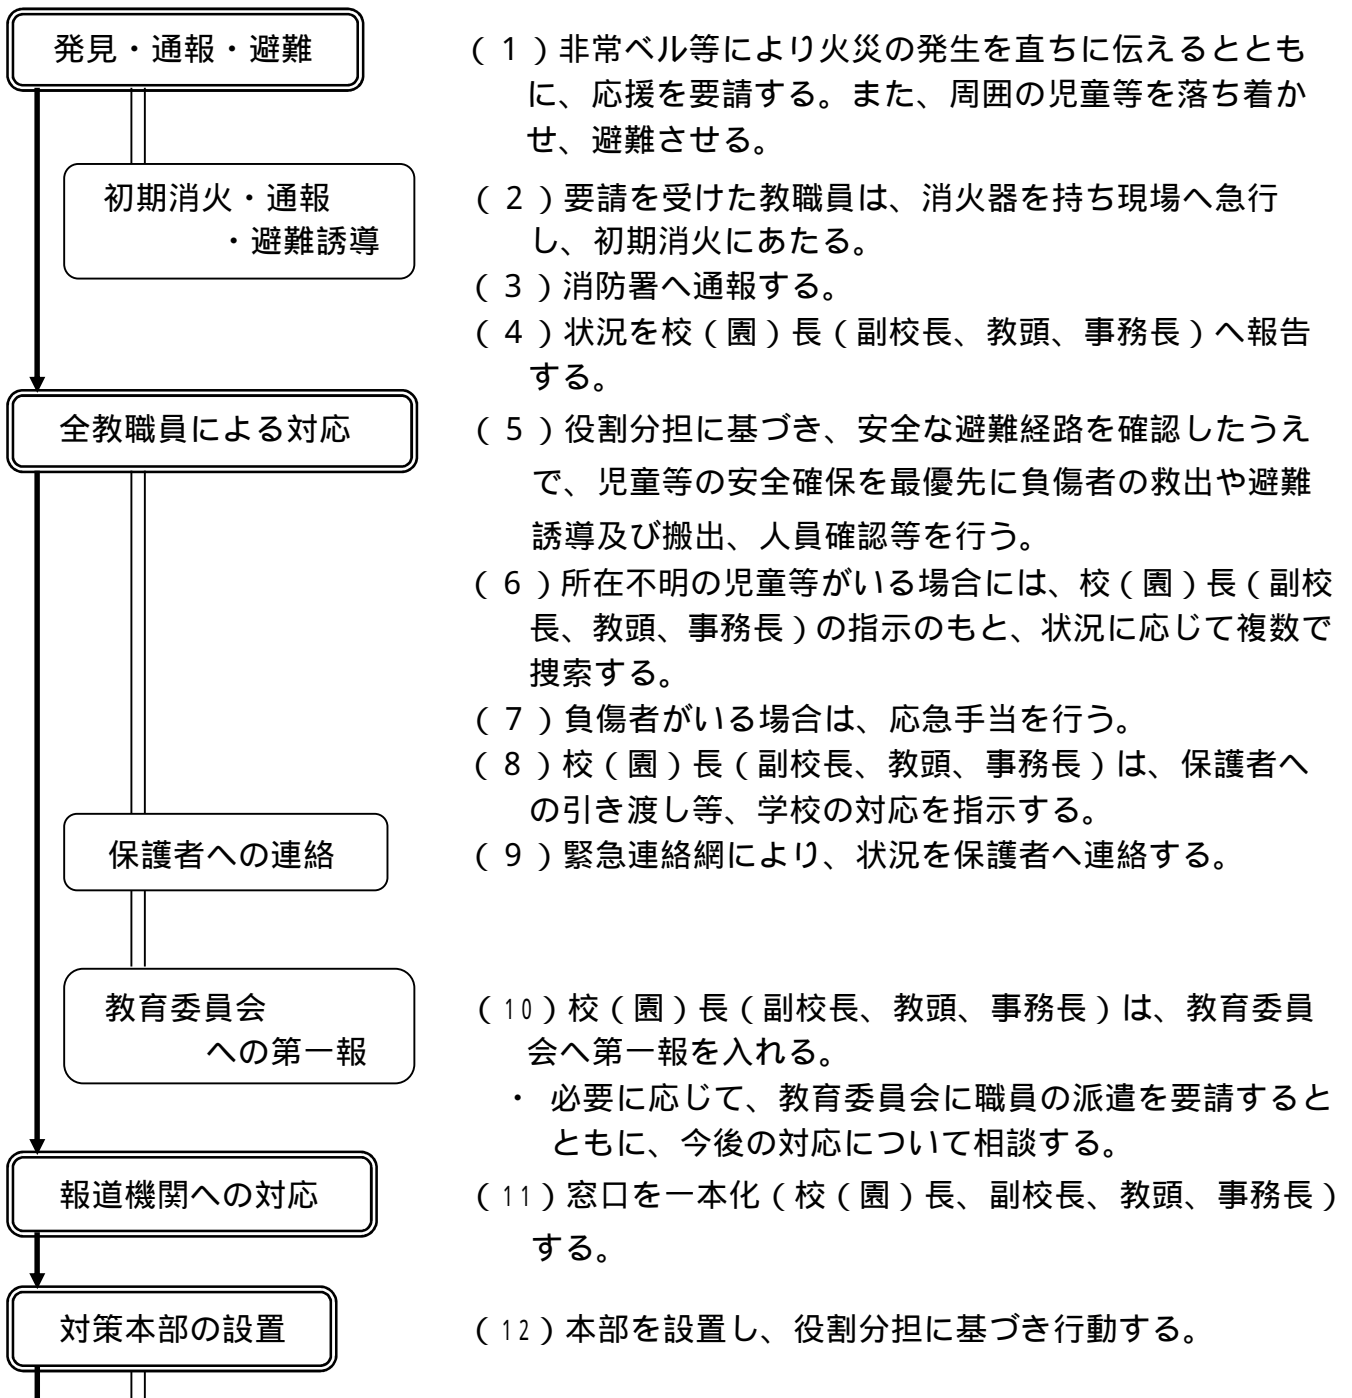 発見・通報・避難
(1)非常ベル等により火災の発生を直ちに伝えるととも
に、応援を要請する。また、周囲の児童等を落ち着か
せ、避難させる。
初期消火・通報
・避難誘導
(2)要請を受けた教職員は、消火器を持ち現場へ急行
し、初期消火にあたる。
(3)消防署へ通報する。
(4)状況を校(園)長(副校長、教頭、事務長)へ報告
する。
全教職員による対応
(5)役割分担に基づき、安全な避難経路を確認したうえ
で、児童等の安全確保を最優先に負傷者の救出や避難
誘導及び搬出、人員確認等を行う。
(6)所在不明の児童等がいる場合には、校(園)長(副校
長、教頭、事務長)の指示のもと、状況に応じて複数で
捜索する。
(7)負傷者がいる場合は、応急手当を行う。
(8)校(園)長(副校長、教頭、事務長)は、保護者へ
の引き渡し等、学校の対応を指示する。
保護者への連絡
(9)緊急連絡網により、状況を保護者へ連絡する。
教育委員会
への第一報
(10)校(園)長(副校長、教頭、事務長)は、教育委員
会へ第一報を入れる。
・ 必要に応じて、教育委員会に職員の派遣を要請すると
ともに、今後の対応について相談する。
報道機関への対応
(11)窓口を一本化(校(園)長、副校長、教頭、事務長)
する。
対策本部の設置
(12)本部を設置し、役割分担に基づき行動する。